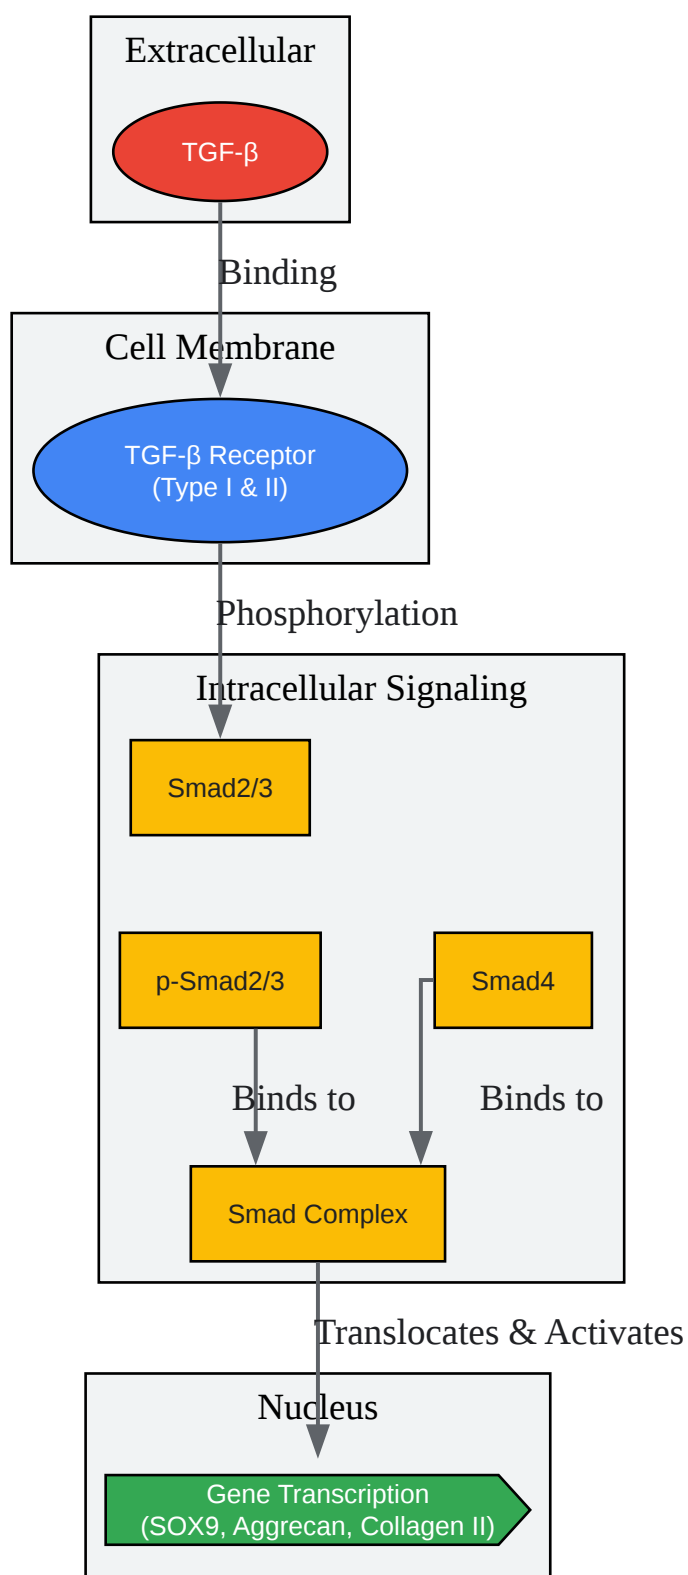 Extracellular
TGF-β
Binding
Cell Membrane
TGF-β Receptor
(Type I & II)
Phosphorylation
Intracellular Signaling
Smad2/3
p-Smad2/3
Smad4
Binds to
Binds to
Smad Complex
Translocates & Activates
Nucleus
Gene Transcription
(SOX9, Aggrecan, Collagen II)